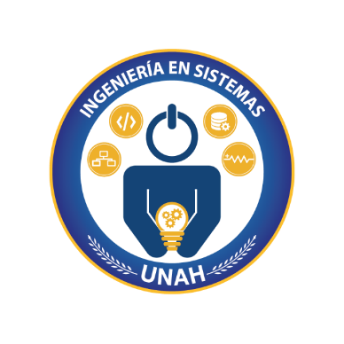 INGENIERÍA EN SISTEMAS
</>
UNAH